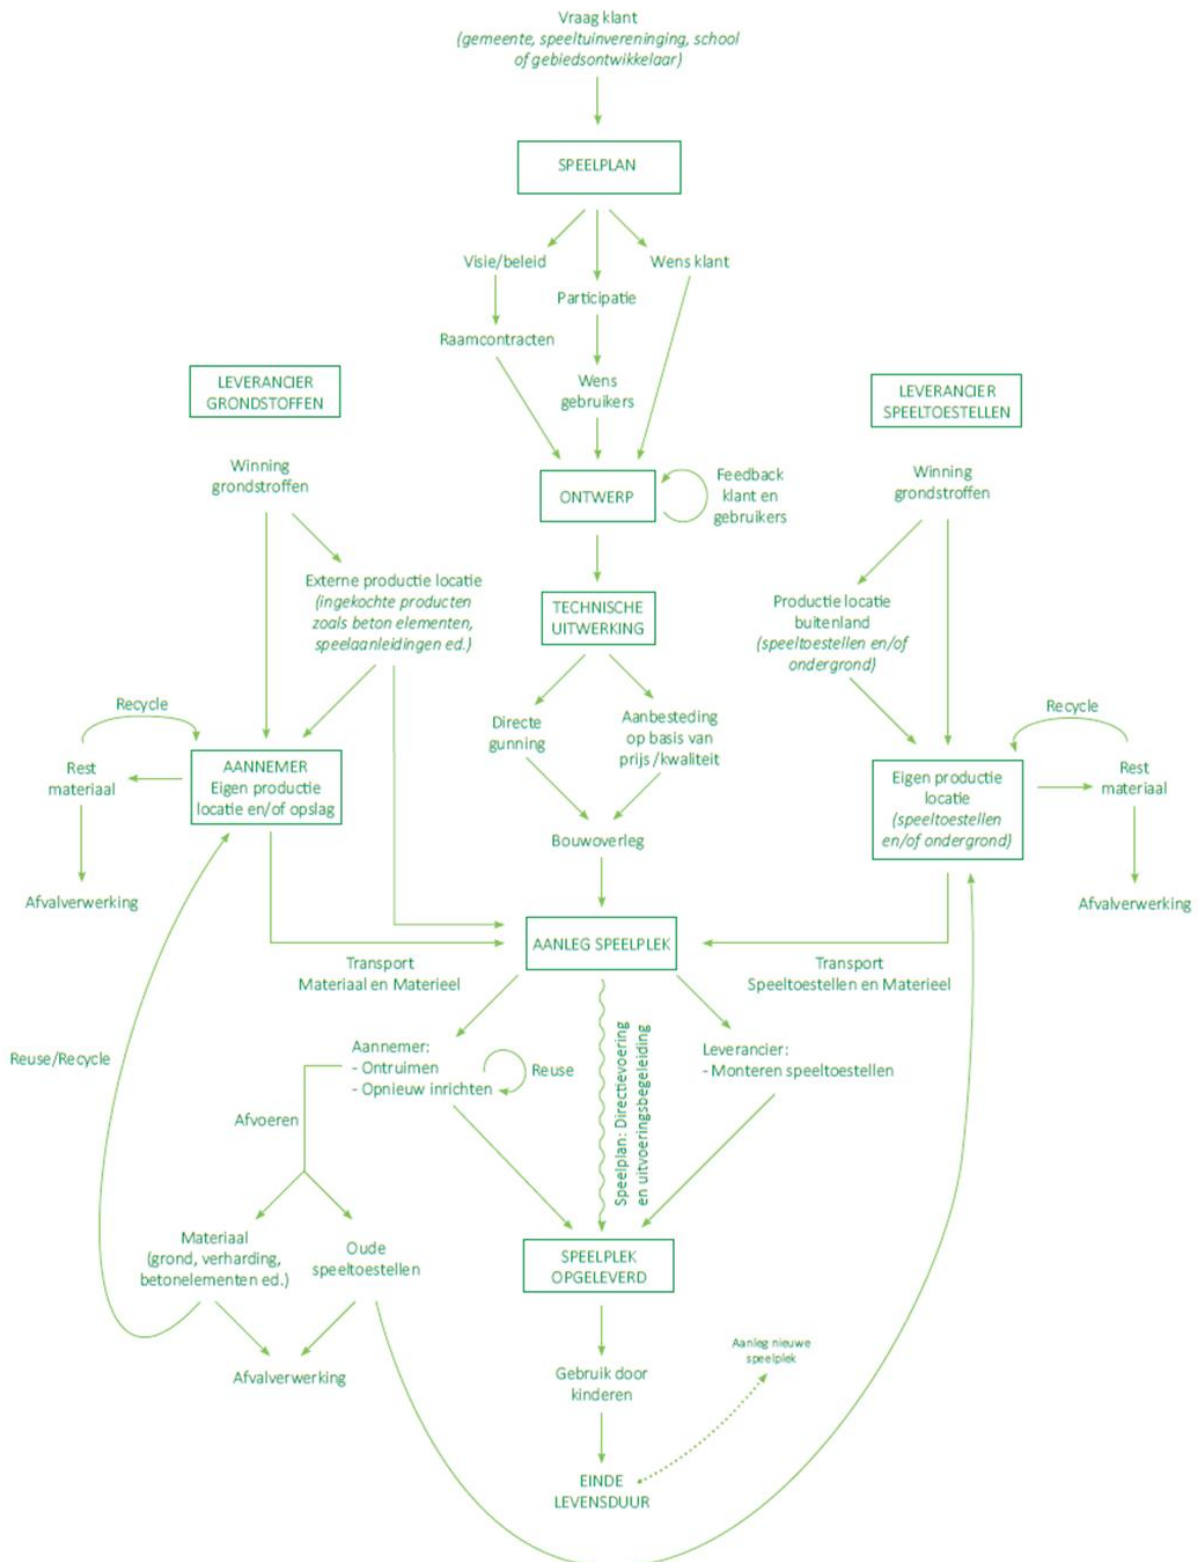 Vraag klant
(gemeente, speeltuinvereninging, school
of gebiedsontwikkelaar)
SPEELPLAN
Visie/beleid
Wens klant
Participatie
Raamcontracten
Wens
gebruikers
LEVERANCIER
GRONDSTOFFEN
LEVERANCIER
SPEELTOESTELLEN
Winning
grondstroffen
ONTWERP
Feedback
klant en
gebruikers
Winning
grondstroffen
Externe productie locatie
(ingekochte producten
zoals beton elementen,
speelaanleidingen ed.)
TECHNISCHE
UITWERKING
Productie locatie
buitenland
(speeltoestellen en/of
ondergrond)
Recycle
Directe
gunning
Aanbesteding
op basis van
prijs/kwaliteit
Recycle
Rest
materiaal
AANNEMER
Eigen productie
locatie en/of opslag
Eigen productie
locatie
(speeltoestellen
en/of ondergrond)
Rest
materiaal
Bouwoverleg
Afvalverwerking
Afvalverwerking
AANLEG SPEELPLEK
Transport
Materiaal en Materieel
Transport
Speeltoestellen en Materieel
Reuse/Recycle
Aannemer:
- Ontruimen
- Opnieuw inrichten
Reuse
Speelplan: Directievoering
en uitvoeringsbegeleiding
Leverancier:
- Monteren speeltoestellen
Afvoeren
Materiaal
(grond, verharding,
betonelementen ed.)
Oude
speeltoestellen
SPEELPLEK
OPGELEVERD
Afvalverwerking
Gebruik door
kinderen
Aanleg nieuwe
speelplek
EINDE
LEVENSDUUR